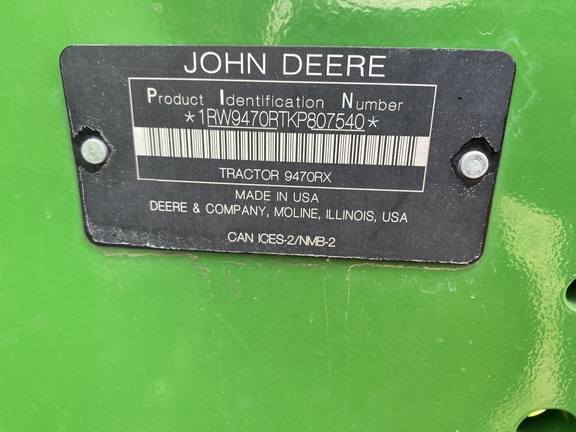 JOHN DEERE
Product Identification Number
*1RW9470RTKP807540*
TRACTOR 9470RX
MADE IN USA
DEERE & COMPANY, MOLINE, ILLINOIS, USA
CAN ICES-2/NMB-2